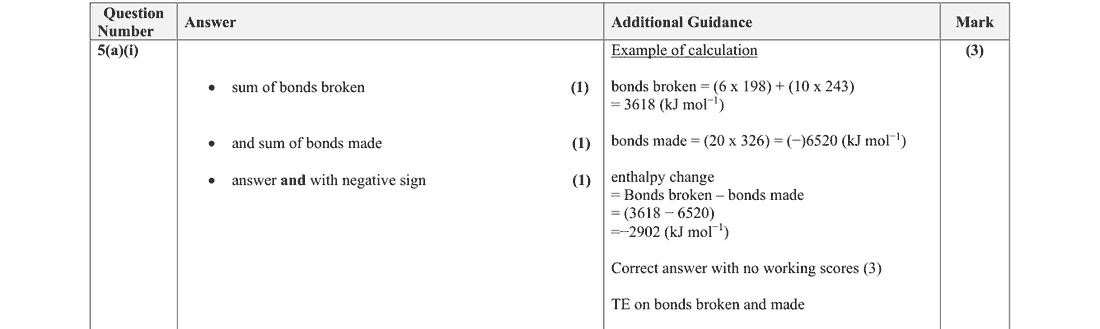 Question Number Answer Additional Guidance Mark
5(a)(i) Example of calculation (3)
• sum of bonds broken (1) bonds broken = (6 x 198) + (10 x 243)
= 3618 (kJ mol⁻¹)
• and sum of bonds made (1) bonds made = (20 x 326) = (−)6520 (kJ mol⁻¹)
• answer and with negative sign (1) enthalpy change
= Bonds broken – bonds made
= (3618 − 6520)
=−2902 (kJ mol⁻¹)
Correct answer with no working scores (3)
TE on bonds broken and made